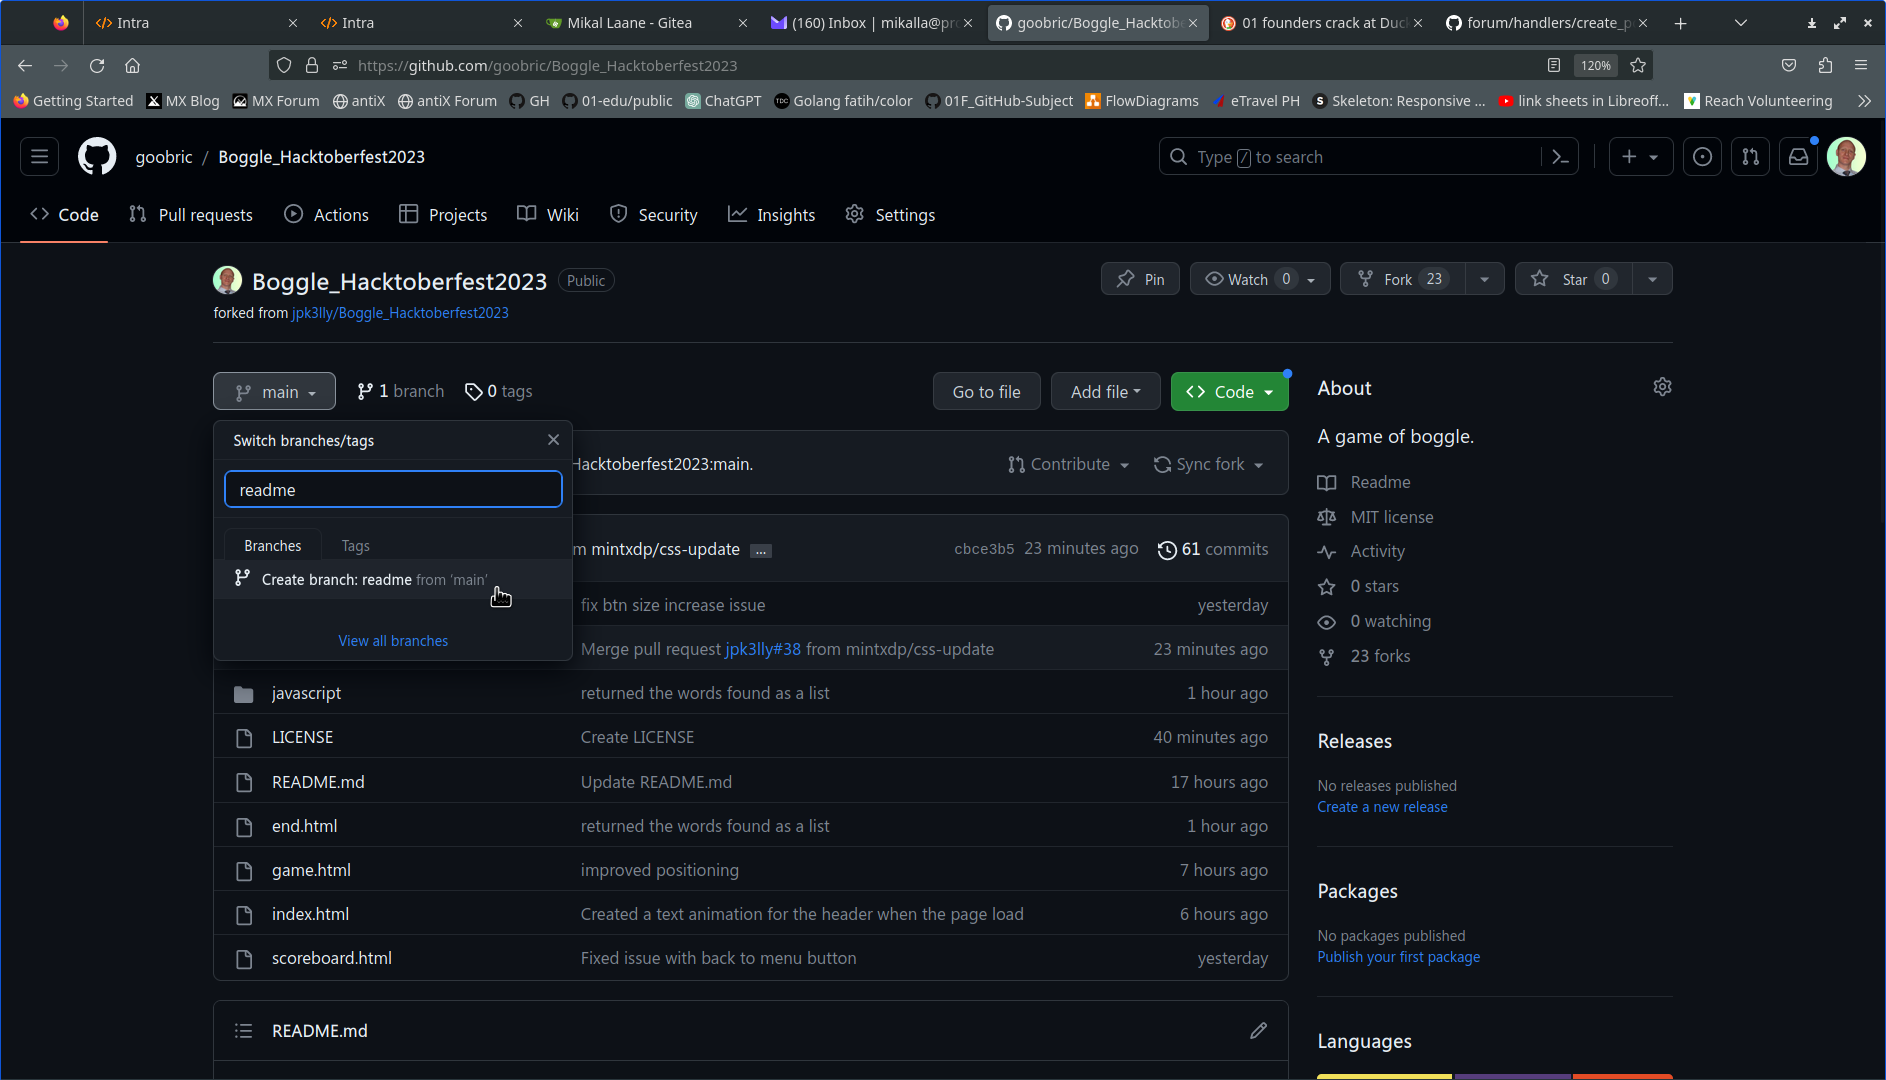 Intra
Intra
Mikal Laane - Gitea
(160) Inbox | mikalla@pro
goobric/Boggle_Hacktobe
01 founders crack at Duck
forum/handlers/create_p
https://github.com/goobric/Boggle_Hacktoberfest2023
120%
Getting Started
MX Blog
MX Forum
antiX
antiX Forum
GH
01-edu/public
ChatGPT
Golang fatih/color
01F_GitHub-Subject
FlowDiagrams
eTravel PH
Skeleton: Responsive ...
link sheets in Libreoff...
Reach Volunteering
goobric / Boggle_Hacktoberfest2023
Type / to search
Code
Pull requests
Actions
Projects
Wiki
Security
Insights
Settings
Boggle_Hacktoberfest2023
Public
Pin
Watch 0
Fork 23
Star 0
forked from jpk3lly/Boggle_Hacktoberfest2023
main
1 branch
0 tags
Go to file
Add file
Code
Switch branches/tags
readme
Branches
Tags
Create branch: readme from 'main'
View all branches
Hacktoberfest2023:main.
Contribute
Sync fork
m mintxdp/css-update ...
cbce3b5 23 minutes ago
61 commits
fix btn size increase issue
yesterday
Merge pull request jpk3lly#38 from mintxdp/css-update
23 minutes ago
javascript
returned the words found as a list
1 hour ago
LICENSE
Create LICENSE
40 minutes ago
README.md
Update README.md
17 hours ago
end.html
returned the words found as a list
1 hour ago
game.html
improved positioning
7 hours ago
index.html
Created a text animation for the header when the page load
6 hours ago
scoreboard.html
Fixed issue with back to menu button
yesterday
README.md
About
A game of boggle.
Readme
MIT license
Activity
0 stars
0 watching
23 forks
Releases
No releases published
Create a new release
Packages
No packages published
Publish your first package
Languages